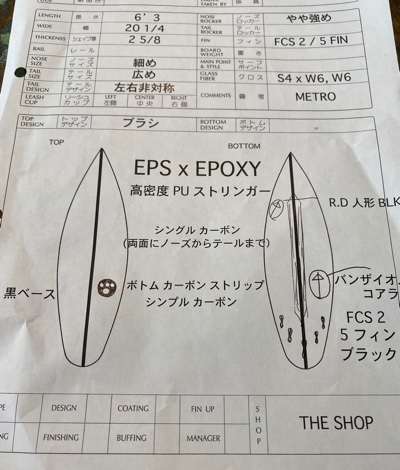 LENGTH 長 水 6'3 NOSE ROCKER ノーズ ロッカー やや強め
WIDE 幅 20 1/4 TAIL ROCKER テール ロッカー
THICKENSS シェイプ厚 2 5/8 FIN フィン FCS 2 / 5 FIN
RAIL レール BOARD WEIGHT 重さ
NOSE SIZE ノーズ サイズ 細め MAIN POINT & STYLE サーフ ポイント
TAIL SIZE テール サイズ 広め GLASS FIBER クロス S4 x W6, W6
TAIL DESIGN テール デザイン 左右非対称 COMMENTS 備考 METRO
LEASH CUP リーシュ カップ LEFT 左側 CENTER 中央 RIGHT 右側
TOP DESIGN トップ デザイン ブラシ BOTTOM DESIGN ボトム デザイン 〃
TOP BOTTOM
EPS x EPOXY
高密度 PU ストリンガー
R.D 人形 BLK
シングル カーボン
(両面にノーズからテールまで)
黒ベース
ボトム カーボン ストリップ
シンプル カーボン
バンザイオ
コアラ
FCS 2
5 フィン
ブラック
DESIGN COATING FIN UP SHOP THE SHOP
FINISHING BUFFING MANAGER